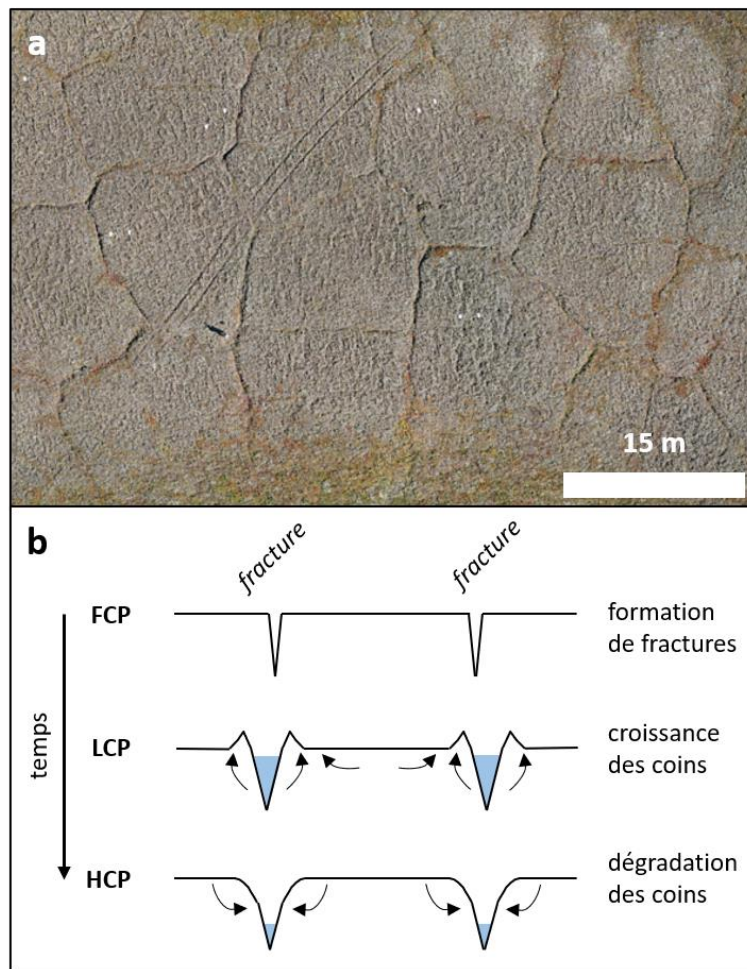 a
15 m
b
fracture
fracture
FCP
formation
de fractures
temps
LCP
croissance
des coins
HCP
dégradation
des coins